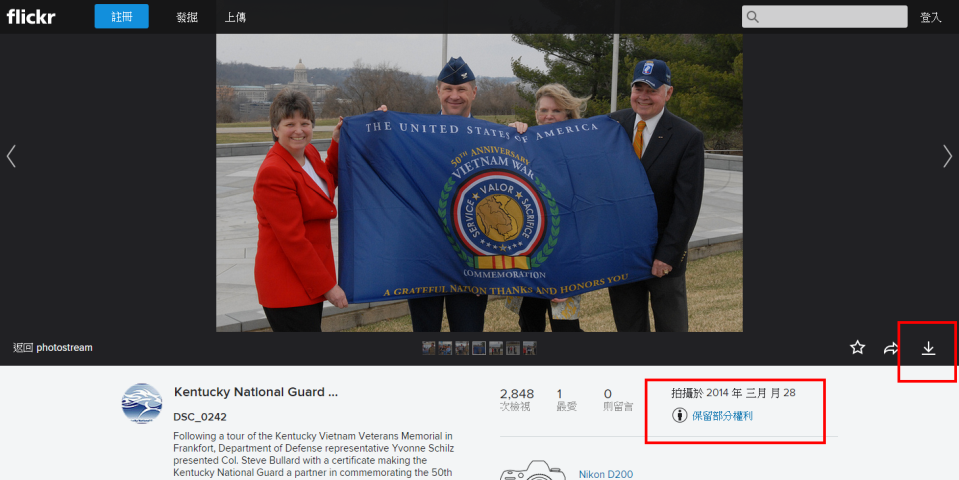 flickr
註冊
發掘
上傳
登入
THE UNITED STATES OF AMERICA
50TH ANNIVERSARY
VIETNAM WAR
SERVICE VALOR SACRIFICE
COMMEMORATION
A GRATEFUL NATION THANKS AND HONORS YOU
返回 photostream
Kentucky National Guard ...
DSC_0242
Following a tour of the Kentucky Vietnam Veterans Memorial in
Frankfort, Department of Defense representative Yvonne Schilz
presented Col. Steve Bullard with a certificate making the
Kentucky National Guard a partner in commemorating the 50th
2,848
次檢視
1
最愛
0
則留言
拍攝於 2014 年 三月 月 28
保留部分權利
Nikon D200